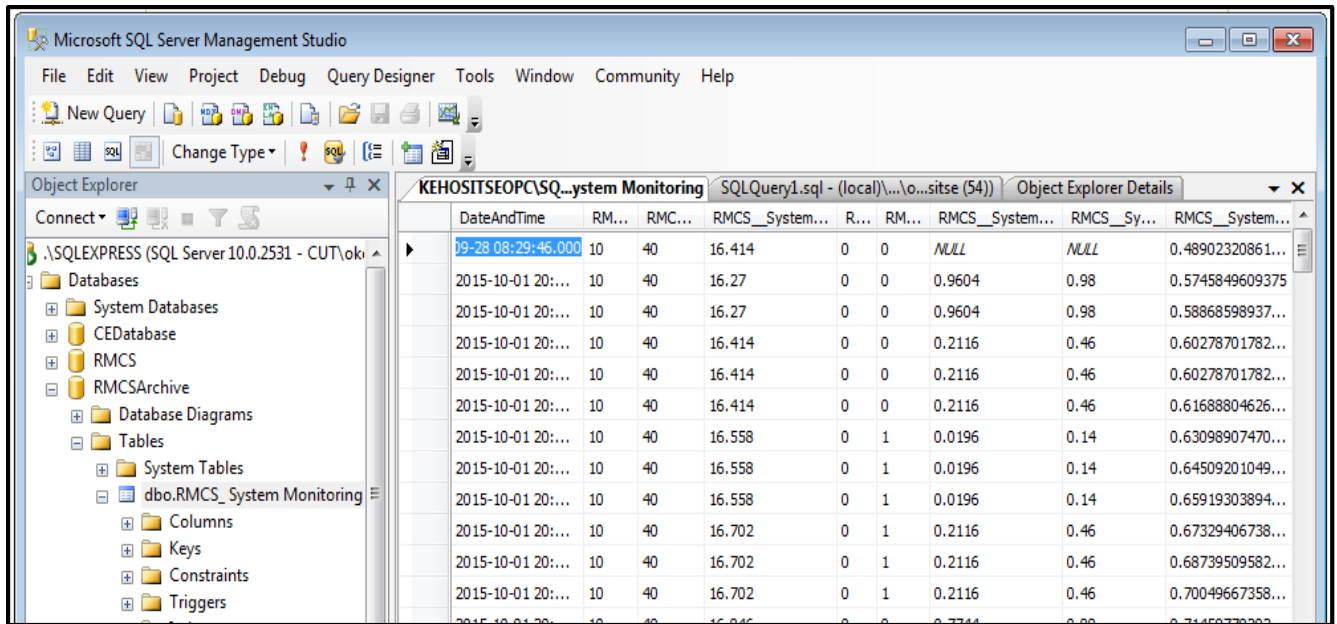 Microsoft SQL Server Management Studio
File Edit View Project Debug Query Designer Tools Window Community Help
New Query
Change Type
Object Explorer
KEHOSITSEOPC\SQ...ystem Monitoring SQLQuery1.sql - (local)\...\o...sitse (54)) Object Explorer Details
Connect
DateAndTime RM... RMC... RMCS__System... R... RM... RMCS__System... RMCS__Sy... RMCS__System...
.\SQLEXPRESS (SQL Server 10.0.2531 - CUT\ok
09-28 08:29:46.000 10 40 16.414 0 0 NULL NULL 0.48902320861...
Databases
2015-10-01 20:... 10 40 16.27 0 0 0.9604 0.98 0.5745849609375
System Databases
2015-10-01 20:... 10 40 16.27 0 0 0.9604 0.98 0.58868598937...
CEDatabase
2015-10-01 20:... 10 40 16.414 0 0 0.2116 0.46 0.60278701782...
RMCS
2015-10-01 20:... 10 40 16.414 0 0 0.2116 0.46 0.60278701782...
RMCSArchive
2015-10-01 20:... 10 40 16.414 0 0 0.2116 0.46 0.61688804626...
Database Diagrams
2015-10-01 20:... 10 40 16.558 0 1 0.0196 0.14 0.63098907470...
Tables
2015-10-01 20:... 10 40 16.558 0 1 0.0196 0.14 0.64509201049...
System Tables
2015-10-01 20:... 10 40 16.558 0 1 0.0196 0.14 0.65919303894...
dbo.RMCS_ System Monitoring
2015-10-01 20:... 10 40 16.702 0 1 0.2116 0.46 0.67329406738...
Columns
2015-10-01 20:... 10 40 16.702 0 1 0.2116 0.46 0.68739509582...
Keys
2015-10-01 20:... 10 40 16.702 0 1 0.2116 0.46 0.70049667358...
Constraints
Triggers